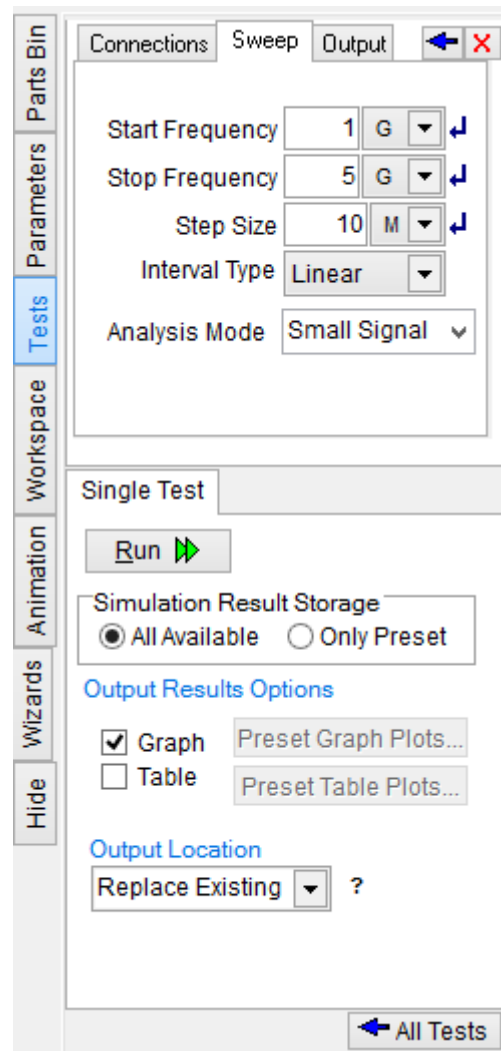 Parts Bin
Parameters
Tests
Workspace
Animation
Wizards
Hide
Connections Sweep Output
Start Frequency 1 G
Stop Frequency 5 G
Step Size 10 M
Interval Type Linear
Analysis Mode Small Signal
Single Test
Run
Simulation Result Storage
All Available Only Preset
Output Results Options
Graph Preset Graph Plots...
Table Preset Table Plots...
Output Location
Replace Existing ?
All Tests